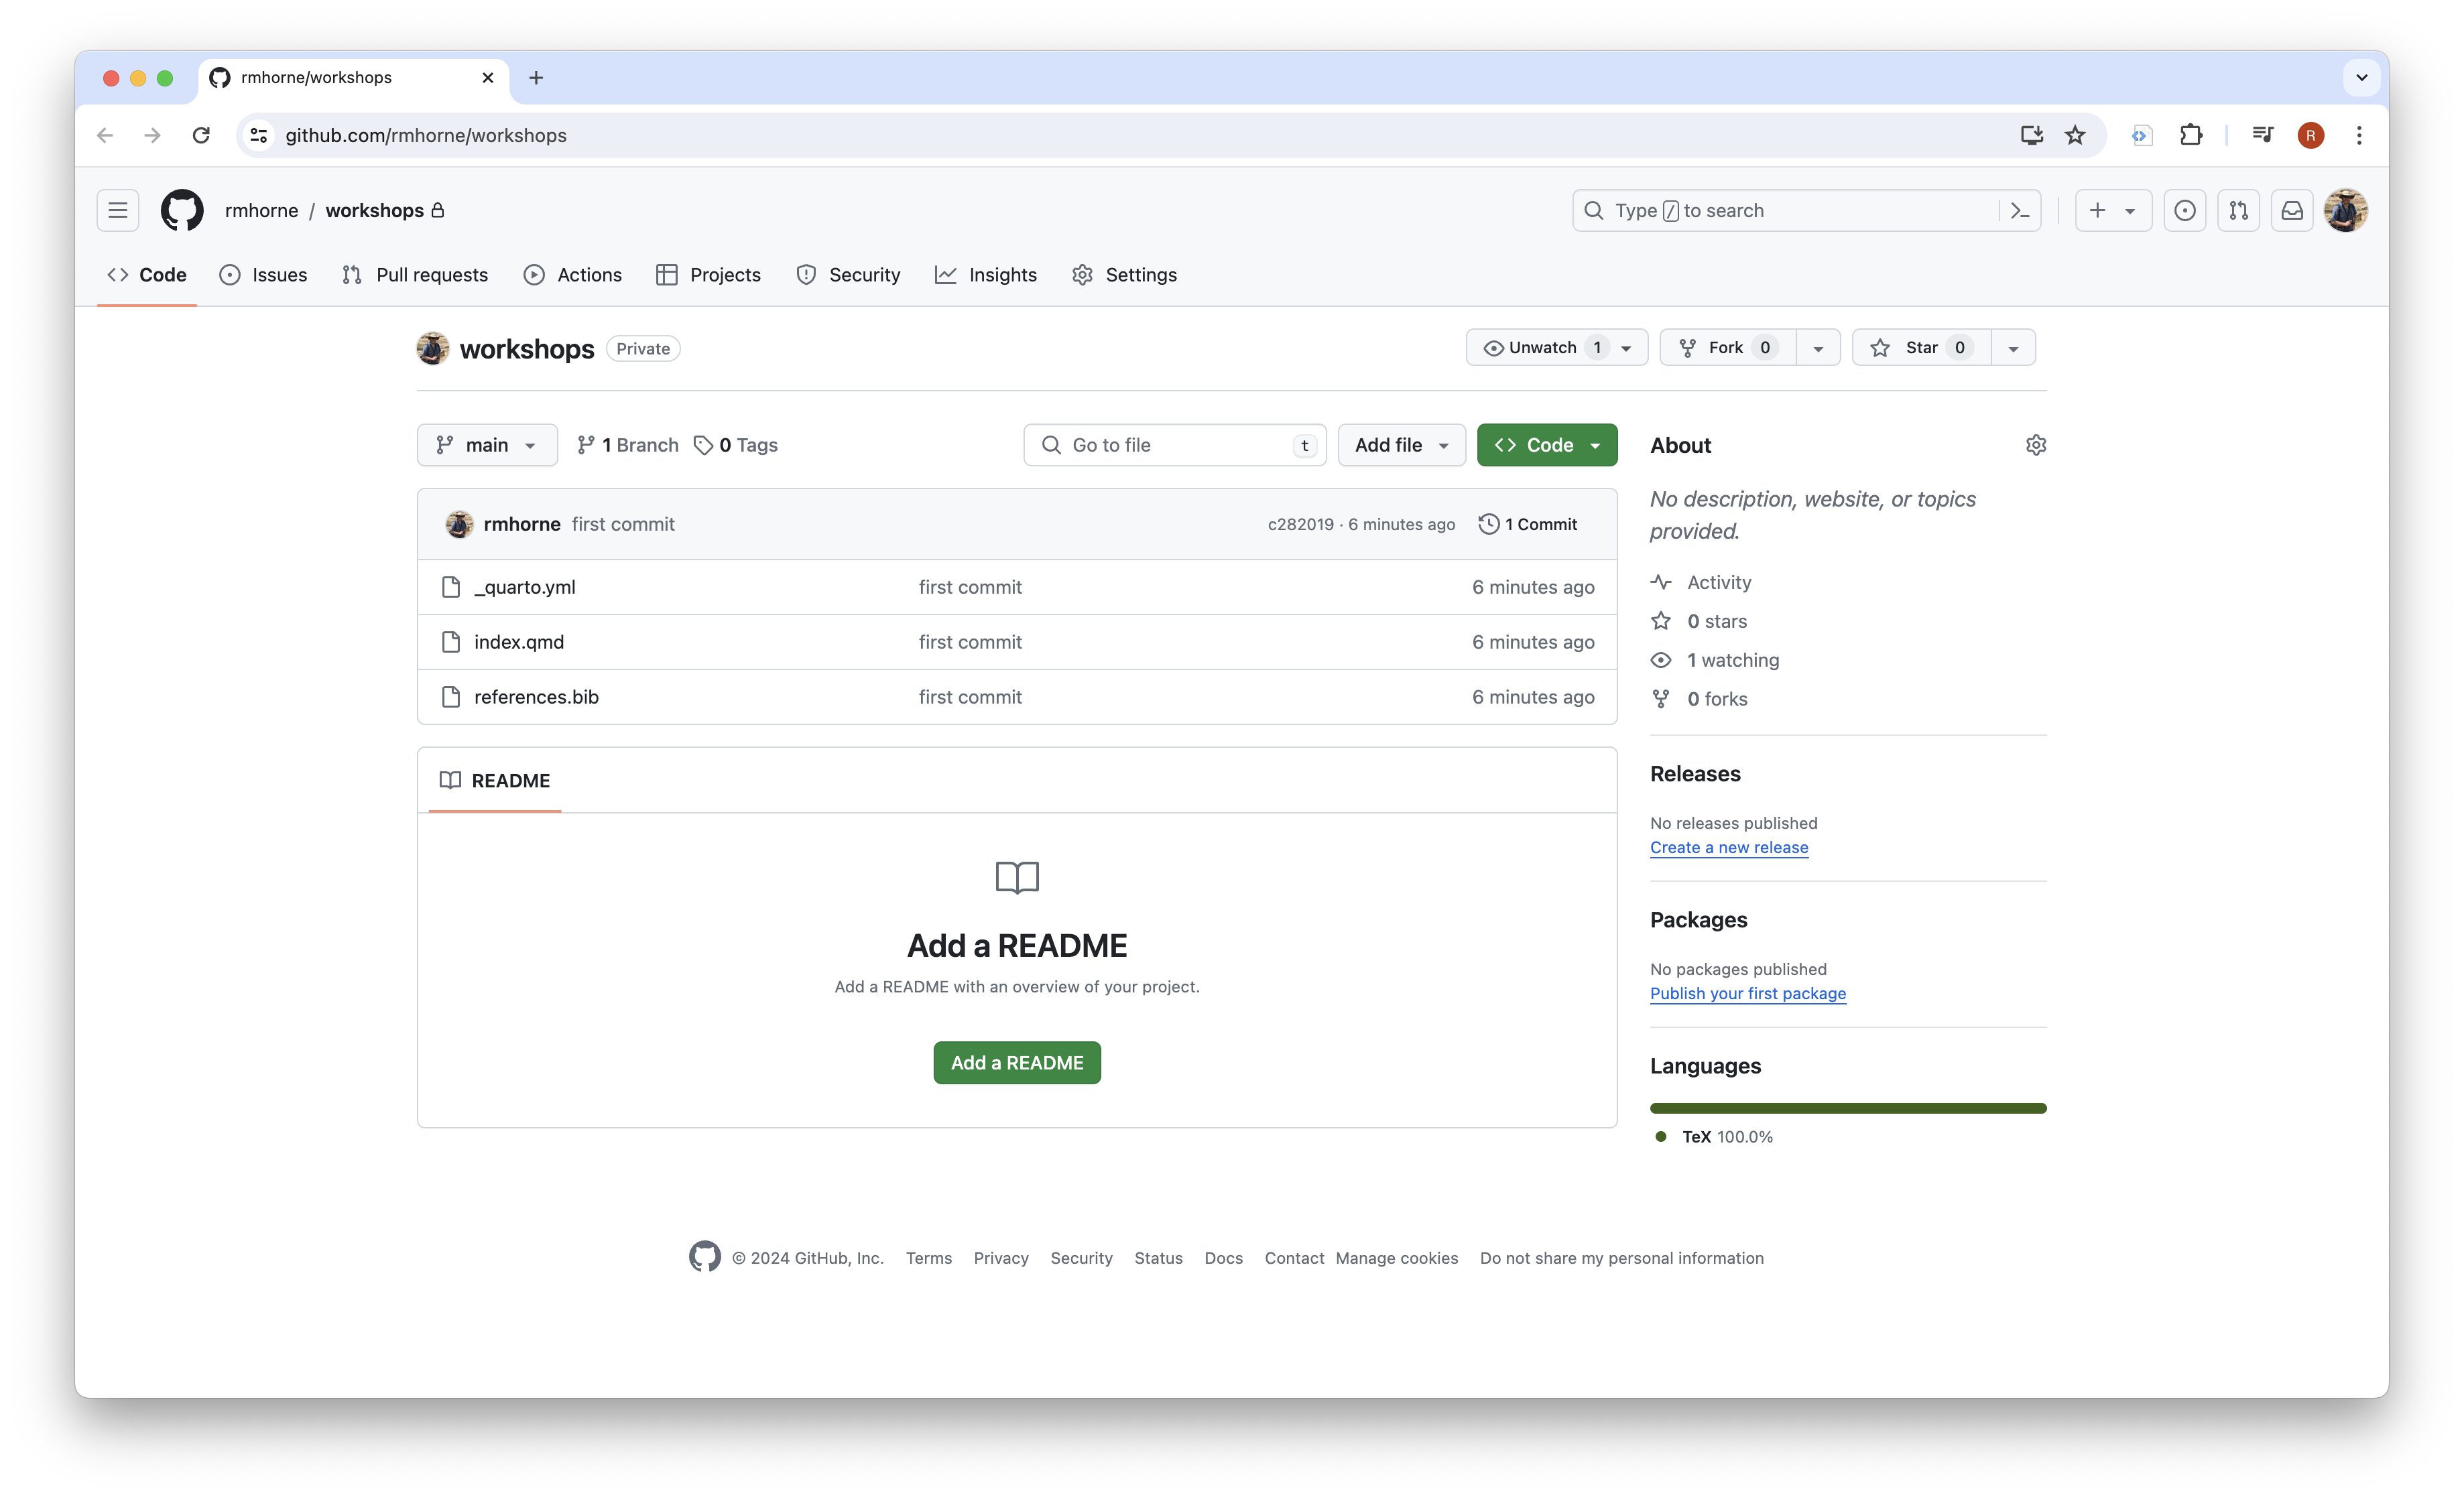 rmhorne/workshops
github.com/rmhorne/workshops
R
rmhorne / workshops
Type / to search
Code Issues Pull requests Actions Projects Security Insights Settings
workshops Private
Unwatch 1 Fork 0 Star 0
main 1 Branch 0 Tags Go to file t Add file Code
rmhorne first commit c282019 · 6 minutes ago 1 Commit
_quarto.yml first commit 6 minutes ago
index.qmd first commit 6 minutes ago
references.bib first commit 6 minutes ago
README
Add a README
Add a README with an overview of your project.
Add a README
About
No description, website, or topics
provided.
Activity
0 stars
1 watching
0 forks
Releases
No releases published
Create a new release
Packages
No packages published
Publish your first package
Languages
TeX 100.0%
© 2024 GitHub, Inc. Terms Privacy Security Status Docs Contact Manage cookies Do not share my personal information